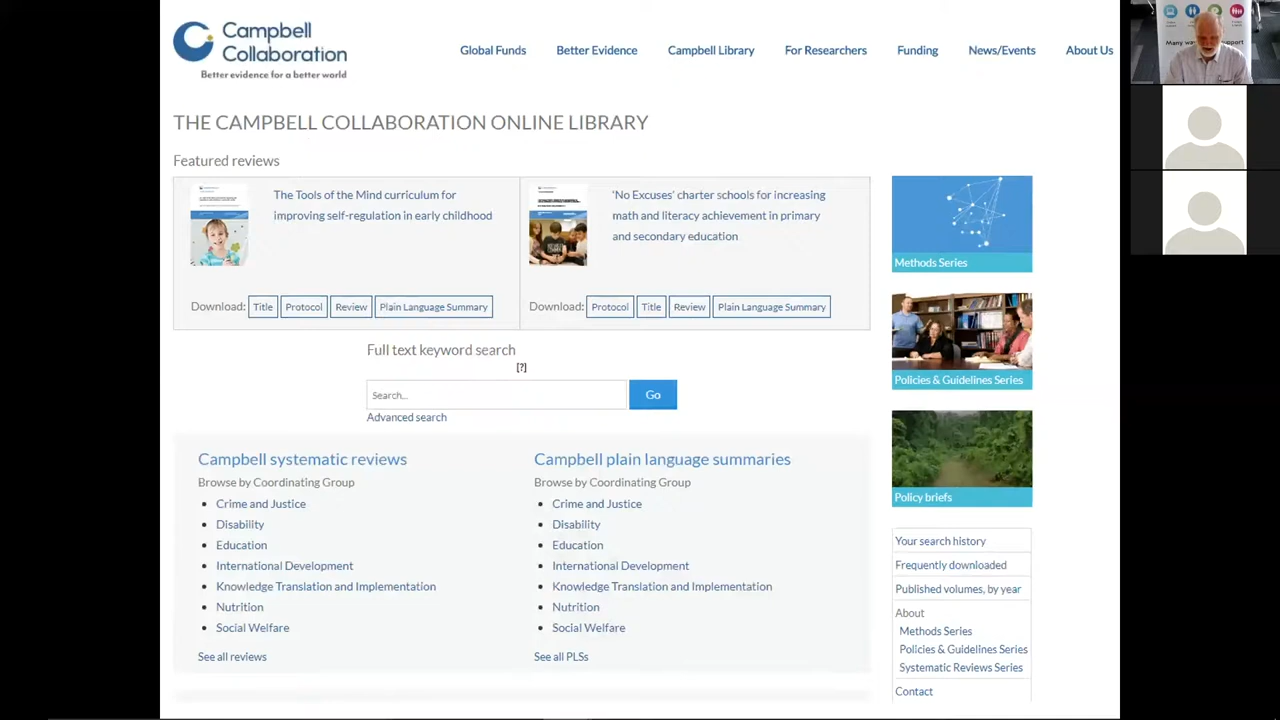 Campbell
Collaboration
Better evidence for a better world
Global Funds
Better Evidence
Campbell Library
For Researchers
Funding
News/Events
About Us
THE CAMPBELL COLLABORATION ONLINE LIBRARY
Featured reviews
The Tools of the Mind curriculum for
improving self-regulation in early childhood
Download: Title Protocol Review Plain Language Summary
'No Excuses' charter schools for increasing
math and literacy achievement in primary
and secondary education
Download: Protocol Title Review Plain Language Summary
Full text keyword search
[?]
Search...
Go
Advanced search
Campbell systematic reviews
Browse by Coordinating Group
Crime and Justice
Disability
Education
International Development
Knowledge Translation and Implementation
Nutrition
Social Welfare
See all reviews
Campbell plain language summaries
Browse by Coordinating Group
Crime and Justice
Disability
Education
International Development
Knowledge Translation and Implementation
Nutrition
Social Welfare
See all PLSs
Methods Series
Policies & Guidelines Series
Policy briefs
Your search history
Frequently downloaded
Published volumes, by year
About
Methods Series
Policies & Guidelines Series
Systematic Reviews Series
Contact
Many wa
pport